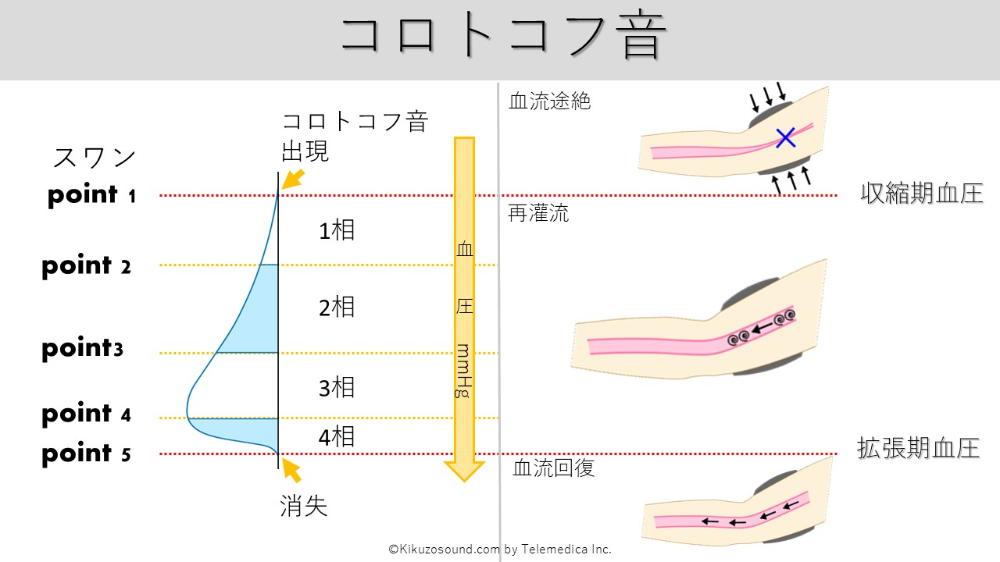 コロトコフ音
コロトコフ音
出現
スワン
point 1
point 2
point3
point 4
point 5
1相
2相
3相
4相
消失
血 圧 mmHg
血流途絶
収縮期血圧
再灌流
拡張期血圧
血流回復
©Kikuzosound.com by Telemedica Inc.